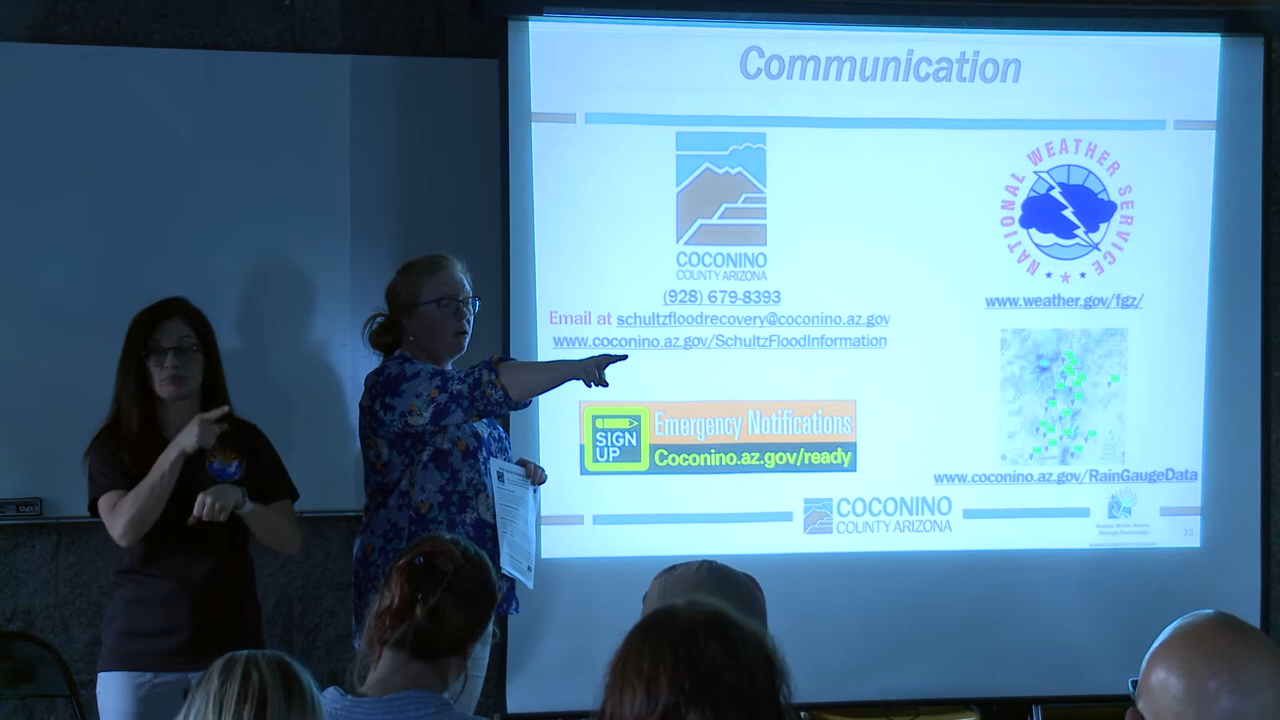 Communication
COCONINO
COUNTY ARIZONA
(928) 679-8393
Email at schultzfloodrecovery@coconino.az.gov
www.coconino.az.gov/SchultzFloodInformation
SIGN
UP
Emergency Notifications
Coconino.az.gov/ready
NATIONAL WEATHER SERVICE
www.weather.gov/fgz/
www.coconino.az.gov/RainGaugeData
COCONINO
COUNTY ARIZONA
33